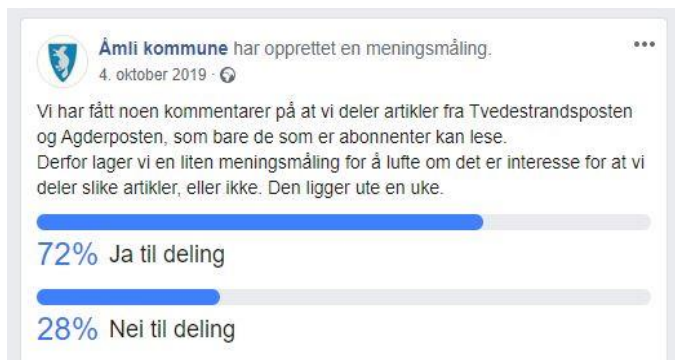 Åmli kommune har opprettet en meningsmåling.
4. oktober 2019 ·
Vi har fått noen kommentarer på at vi deler artikler fra Tvedestrandsposten
og Agderposten, som bare de som er abonnenter kan lese.
Derfor lager vi en liten meningsmåling for å lufte om det er interesse for at vi
deler slike artikler, eller ikke. Den ligger ute en uke.
72% Ja til deling
28% Nei til deling